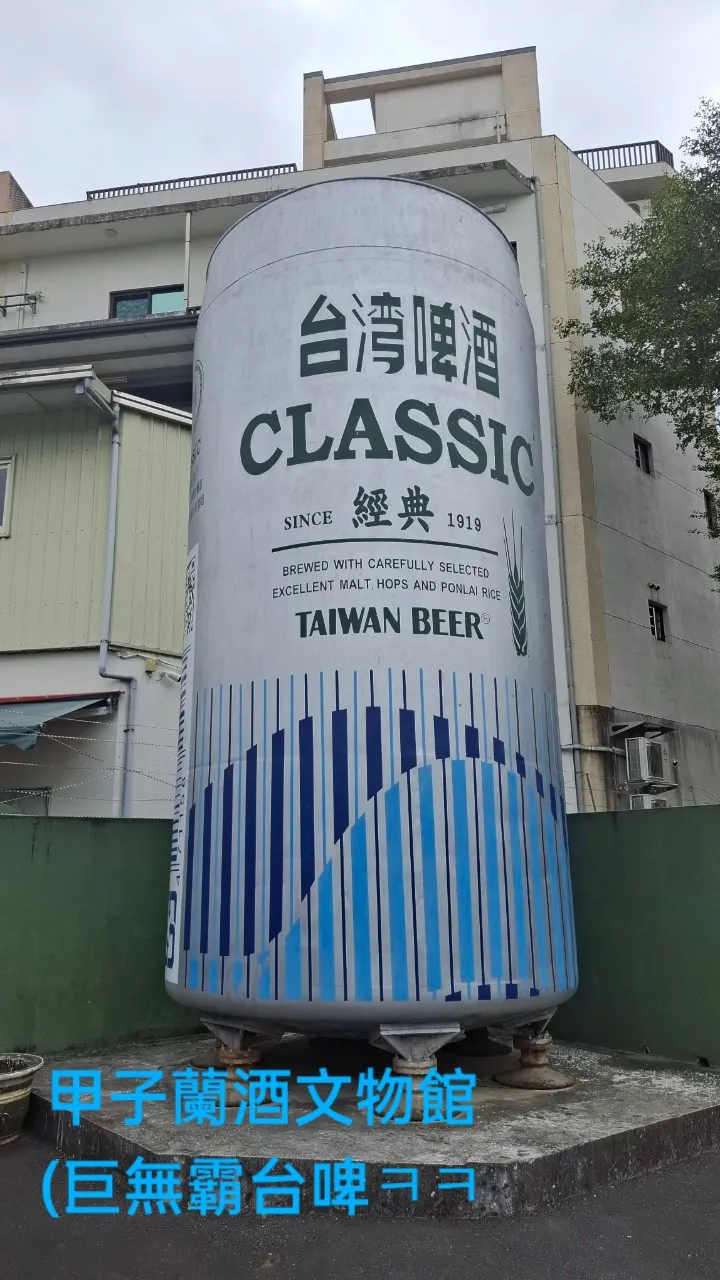 台湾啤酒
CLASSIC
SINCE 經典 1919
BREWED WITH CAREFULLY SELECTED
EXCELLENT MALT, HOPS AND PONLAI RICE
TAIWAN BEER®
甲子蘭酒文物館
(巨無霸台啤ㅋㅋ